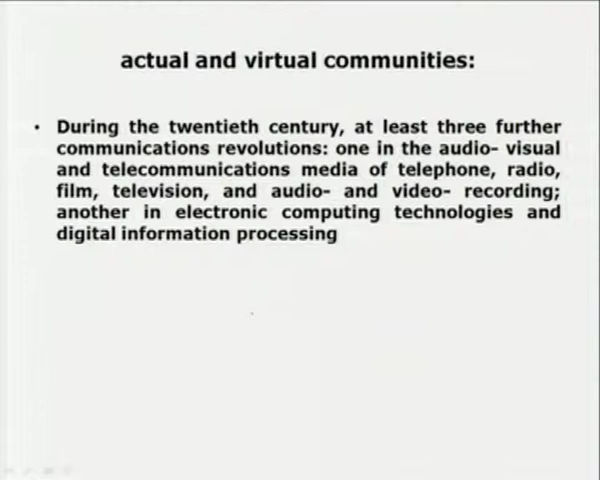 actual and virtual communities:
• During the twentieth century, at least three further
communications revolutions: one in the audio- visual
and telecommunications media of telephone, radio,
film, television, and audio- and video- recording;
another in electronic computing technologies and
digital information processing